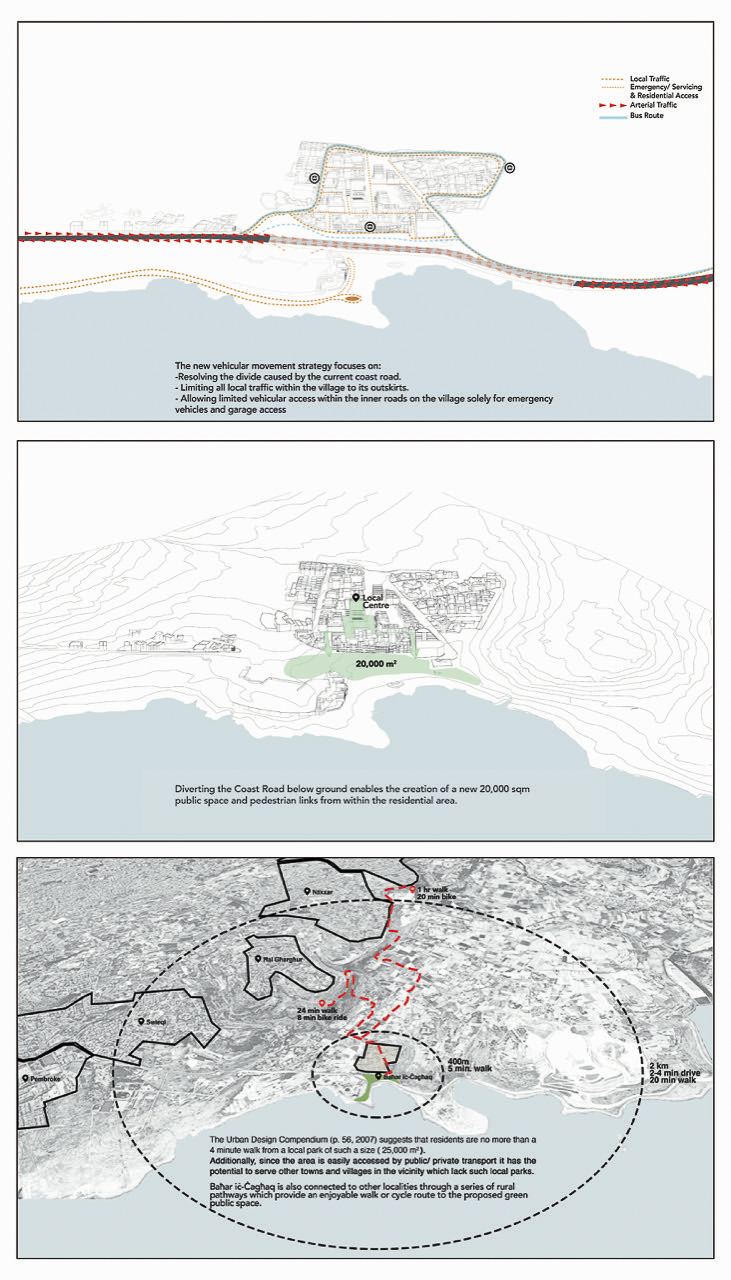 Local Traffic
Emergency/ Servicing
& Residential Access
Arterial Traffic
Bus Route
The new vehicular movement strategy focuses on:
-Resolving the divide caused by the current coast road.
- Limiting all local traffic within the village to its outskirts.
- Allowing limited vehicular access within the inner roads on the village solely for emergency
vehicles and garage access
Local
Centre
20,000 m²
Diverting the Coast Road below ground enables the creation of a new 20,000 sqm
public space and pedestrian links from within the residential area.
Naxxar
1 hr walk
20 min bike
Ħal Għargħur
24 min walk
8 min bike ride
Swieqi
Pembroke
400m
5 min. walk
Baħar iċ-Ċagħaq
2 km
2-4 min drive
20 min walk
The Urban Design Compendium (p. 56, 2007) suggests that residents are no more than a
4 minute walk from a local park of such a size ( 25,000 m²).
Additionally, since the area is easily accessed by public/ private transport it has the
potential to serve other towns and villages in the vicinity which lack such local parks.
Baħar iċ-Ċagħaq is also connected to other localities through a series of rural
pathways which provide an enjoyable walk or cycle route to the proposed green
public space.